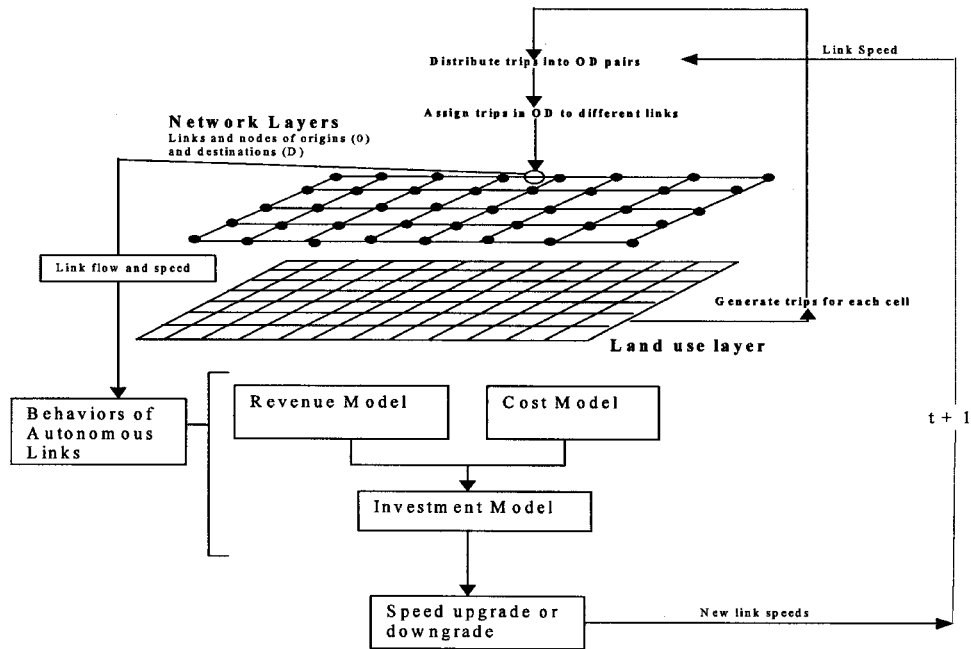 Link Speed
Distribute trips into OD pairs
Assign trips in OD to different links
Network Layers
Links and nodes of origins (0)
and destinations (D)
Link flow and speed
Generate trips for each cell
Land use layer
Behaviors of
Autonomous
Links
Revenue Model
Cost Model
t + 1
Investment Model
Speed upgrade or
downgrade
New link speeds